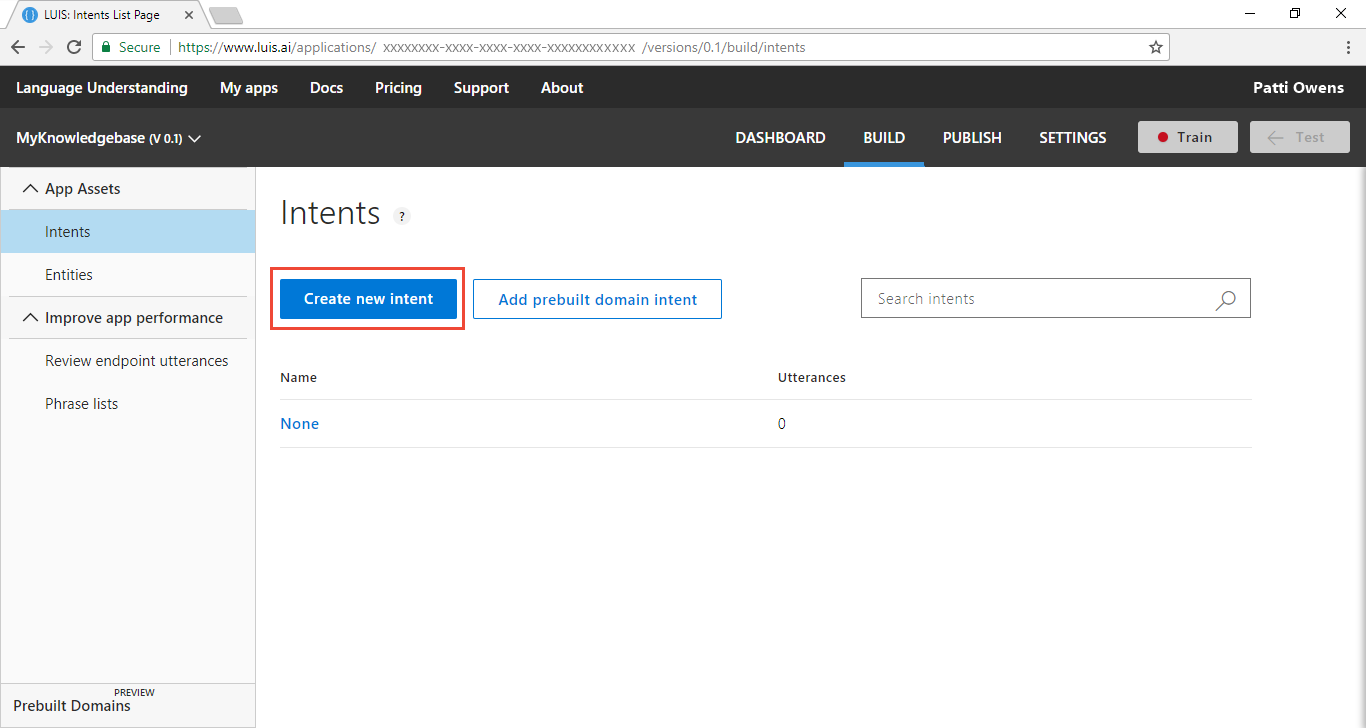 LUIS: Intents List Page
Secure https://www.luis.ai/applications/ xxxxxxxx-xxxx-xxxx-xxxx-xxxxxxxxxxxx /versions/0.1/build/intents
Language Understanding My apps Docs Pricing Support About Patti Owens
MyKnowledgebase (V 0.1) DASHBOARD BUILD PUBLISH SETTINGS Train Test
App Assets
Intents
Entities
Improve app performance
Review endpoint utterances
Phrase lists
PREVIEW
Prebuilt Domains
Intents ?
Create new intent Add prebuilt domain intent Search intents
Name Utterances
None 0